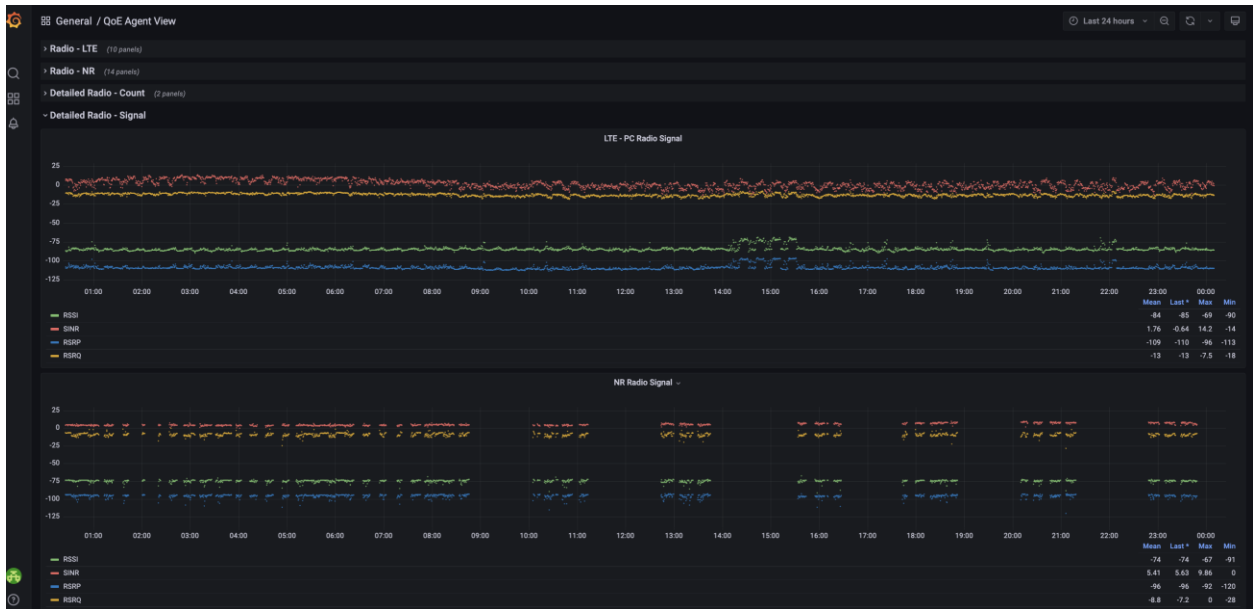 General / QoE Agent View
Last 24 hours
Radio - LTE (10 panels)
Radio - NR (14 panels)
Detailed Radio - Count (2 panels)
Detailed Radio - Signal
LTE - PC Radio Signal
25
0
-25
-50
-75
-100
-125
01:00 02:00 03:00 04:00 05:00 06:00 07:00 08:00 09:00 10:00 11:00 12:00 13:00 14:00 15:00 16:00 17:00 18:00 19:00 20:00 21:00 22:00 23:00 00:00
Mean Last * Max Min
RSSI -84 -85 -69 -90
SINR 1.76 -0.64 14.2 -14
RSRP -109 -110 -96 -113
RSRQ -13 -13 -7.5 -18
NR Radio Signal
25
0
-25
-50
-75
-100
-125
01:00 02:00 03:00 04:00 05:00 06:00 07:00 08:00 09:00 10:00 11:00 12:00 13:00 14:00 15:00 16:00 17:00 18:00 19:00 20:00 21:00 22:00 23:00 00:00
Mean Last * Max Min
RSSI -74 -74 -67 -91
SINR 5.41 5.63 9.86 0
RSRP -96 -96 -92 -120
RSRQ -8.8 -7.2 0 -28